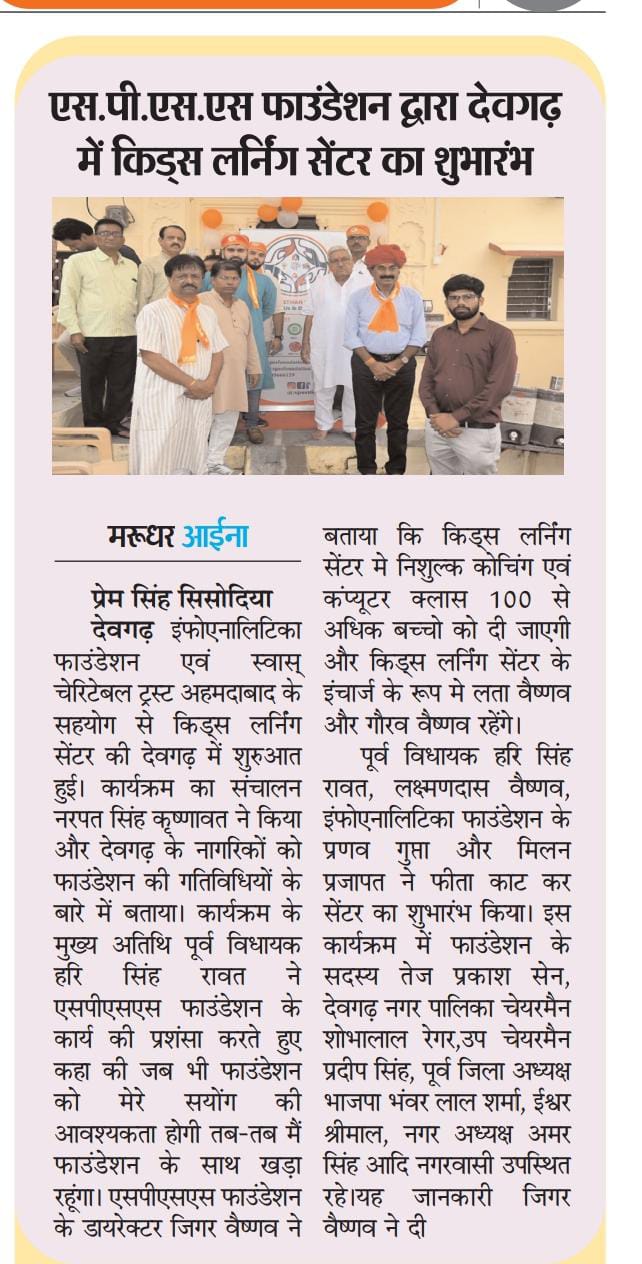 एस.पी.एस.एस फाउंडेशन द्वारा देवगढ़
में किड्स लर्निंग सेंटर का शुभारंभ
मरूधर आईना
प्रेम सिंह सिसोदिया
देवगढ़ इंफोएनालिटिका
फाउंडेशन एवं स्वास्
चेरिटेबल ट्रस्ट अहमदाबाद के
सहयोग से किड्स लर्निंग
सेंटर की देवगढ़ में शुरुआत
हुई। कार्यक्रम का संचालन
नरपत सिंह कृष्णावत ने किया
और देवगढ़ के नागरिकों को
फाउंडेशन की गतिविधियों के
बारे में बताया। कार्यक्रम के
मुख्य अतिथि पूर्व विधायक
हरि सिंह रावत ने
एसपीएसएस फाउंडेशन के
कार्य की प्रशंसा करते हुए
कहा की जब भी फाउंडेशन
को मेरे सयोंग की
आवश्यकता होगी तब-तब मैं
फाउंडेशन के साथ खड़ा
रहूंगा। एसपीएसएस फाउंडेशन
के डायरेक्टर जिगर वैष्णव ने
बताया कि किड्स लर्निंग
सेंटर मे निशुल्क कोचिंग एवं
कंप्यूटर क्लास 100 से
अधिक बच्चो को दी जाएगी
और किड्स लर्निंग सेंटर के
इंचार्ज के रूप मे लता वैष्णव
और गौरव वैष्णव रहेंगे।
पूर्व विधायक हरि सिंह
रावत, लक्ष्मणदास वैष्णव,
इंफोएनालिटिका फाउंडेशन के
प्रणव गुप्ता और मिलन
प्रजापत ने फीता काट कर
सेंटर का शुभारंभ किया। इस
कार्यक्रम में फाउंडेशन के
सदस्य तेज प्रकाश सेन,
देवगढ़ नगर पालिका चेयरमैन
शोभालाल रेगर,उप चेयरमैन
प्रदीप सिंह, पूर्व जिला अध्यक्ष
भाजपा भंवर लाल शर्मा, ईश्वर
श्रीमाल, नगर अध्यक्ष अमर
सिंह आदि नगरवासी उपस्थित
रहे।यह जानकारी जिगर
वैष्णव ने दी